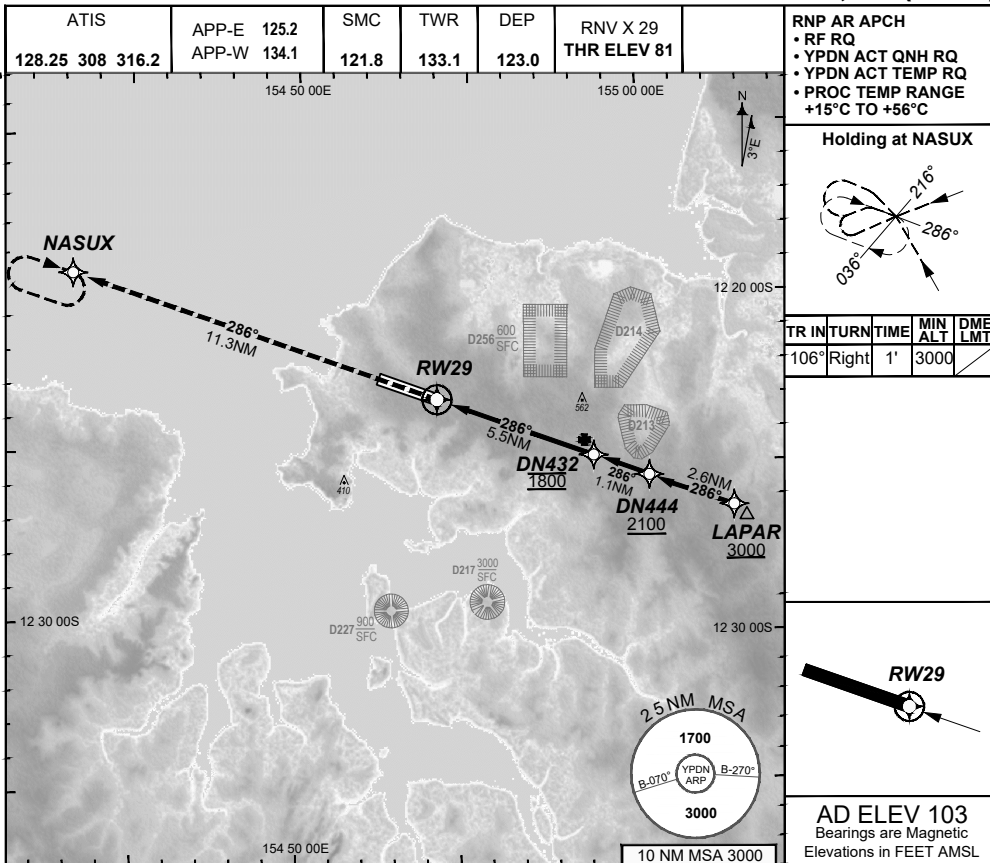 ATIS
128.25 308 316.2
APP-E 125.2
APP-W 134.1
SMC
121.8
TWR
133.1
DEP
123.0
RNV X 29
THR ELEV 81
RNP AR APCH
• RF RQ
• YPDN ACT QNH RQ
• YPDN ACT TEMP RQ
• PROC TEMP RANGE
+15°C TO +56°C
Holding at NASUX
216°
286°
036°
TR IN TURN TIME MIN ALT DME LMT
106° Right 1' 3000
154 50 00E
155 00 00E
N
3°E
NASUX
286°
11.3NM
12 20 00S
D256 600
SFC
D214
RW29
562
D213
286°
5.5NM
DN432
1800
286°
1.1NM
2.6NM
286°
DN444
2100
LAPAR
3000
410
D217 3000
SFC
D227 900
SFC
12 30 00S
12 30 00S
RW29
25 NM MSA
1700
B-070°
YPDN
ARP
B-270°
3000
154 50 00E
10 NM MSA 3000
AD ELEV 103
Bearings are Magnetic
Elevations in FEET AMSL